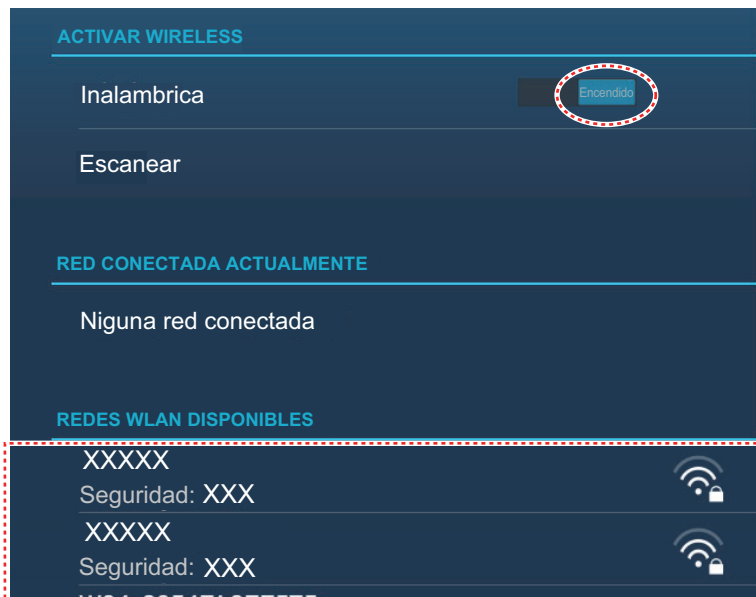 ACTIVAR WIRELESS
Inalambrica
Encendido
Escanear
RED CONECTADA ACTUALMENTE
Niguna red conectada
REDES WLAN DISPONIBLES
XXXXX
Seguridad: XXX
XXXXX
Seguridad: XXX